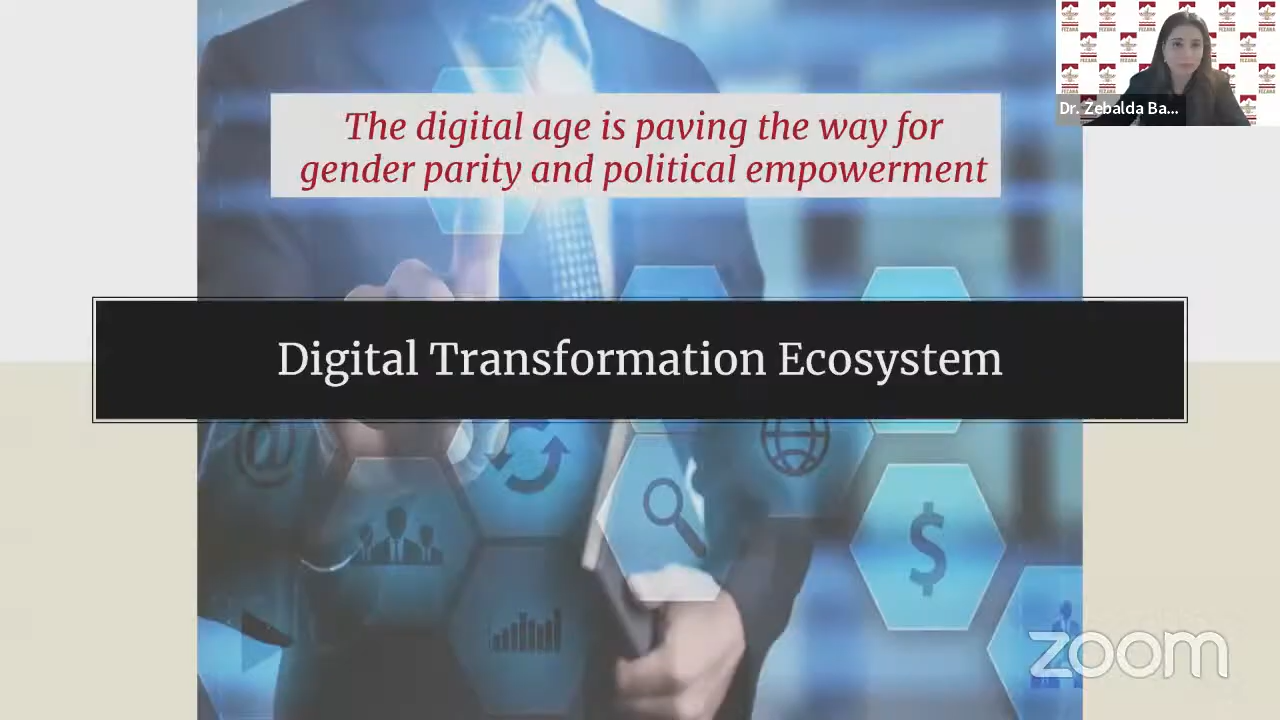 The digital age is paving the way for
gender parity and political empowerment
Dr. Zebalda Ba...
Digital Transformation Ecosystem
zoom
FEZANA